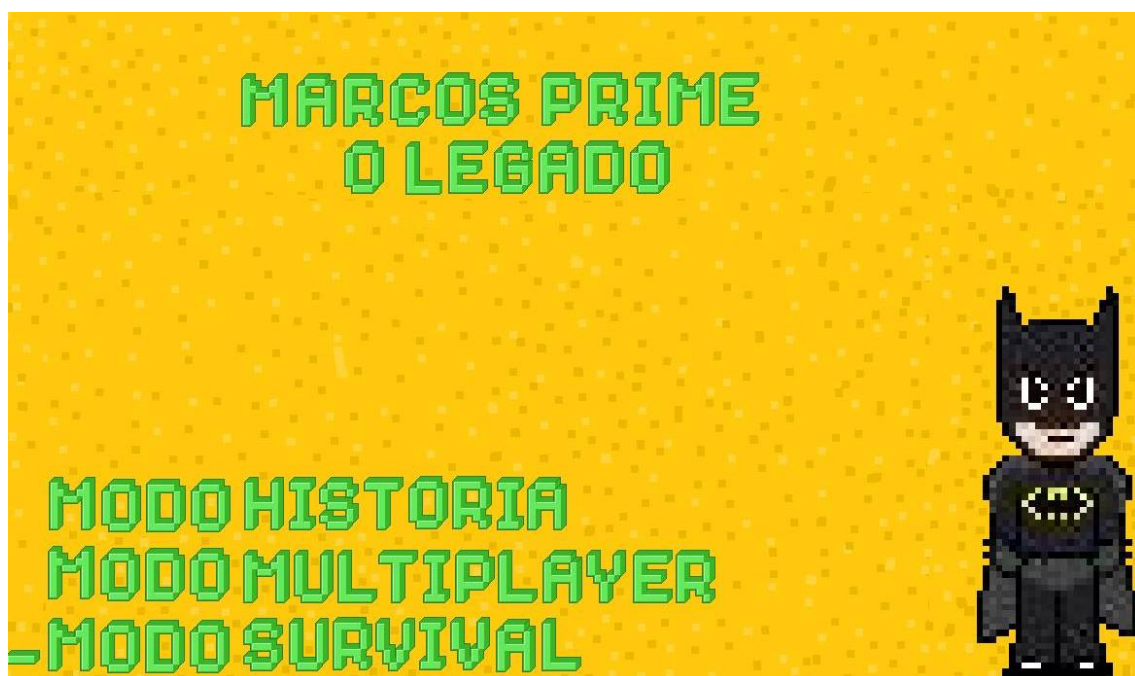 MARCOS PRIME
O LEGADO
MODO HISTORIA
MODO MULTIPLAYER
-MODO SURVIVAL